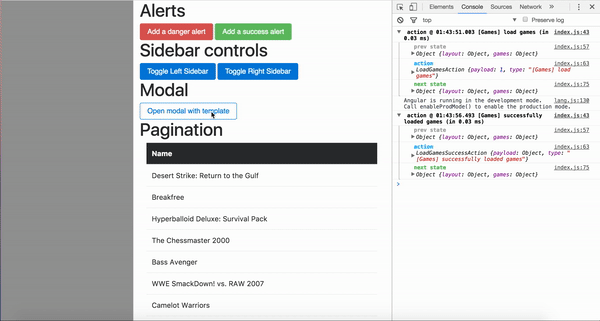 Alerts
Add a danger alert Add a success alert
Sidebar controls
Toggle Left Sidebar Toggle Right Sidebar
Modal
Open modal with template
Pagination
Name
Desert Strike: Return to the Gulf
Breakfree
Hyperballoid Deluxe: Survival Pack
The Chessmaster 2000
Bass Avenger
WWE SmackDown! vs. RAW 2007
Camelot Warriors
Elements Console Sources Network »
top ▼ Preserve log
▼ action @ 01:43:51.003 [Games] load games (in 0.03 ms) index.js:43
prev state index.js:57
▶ Object {layout: Object, games: Object}
action index.js:63
▶ LoadGamesAction {payload: 1, type: "[Games] load games"}
next state index.js:75
▶ Object {layout: Object, games: Object}
Angular is running in the development mode. lang.js:130
Call enableProdMode() to enable the production mode.
▼ action @ 01:43:56.493 [Games] successfully index.js:43
loaded games (in 0.03 ms)
prev state index.js:57
▶ Object {layout: Object, games: Object}
action index.js:63
▶ LoadGamesSuccessAction {payload: Object, type: "[Games] successfully loaded games"}
next state index.js:75
▶ Object {layout: Object, games: Object}
>